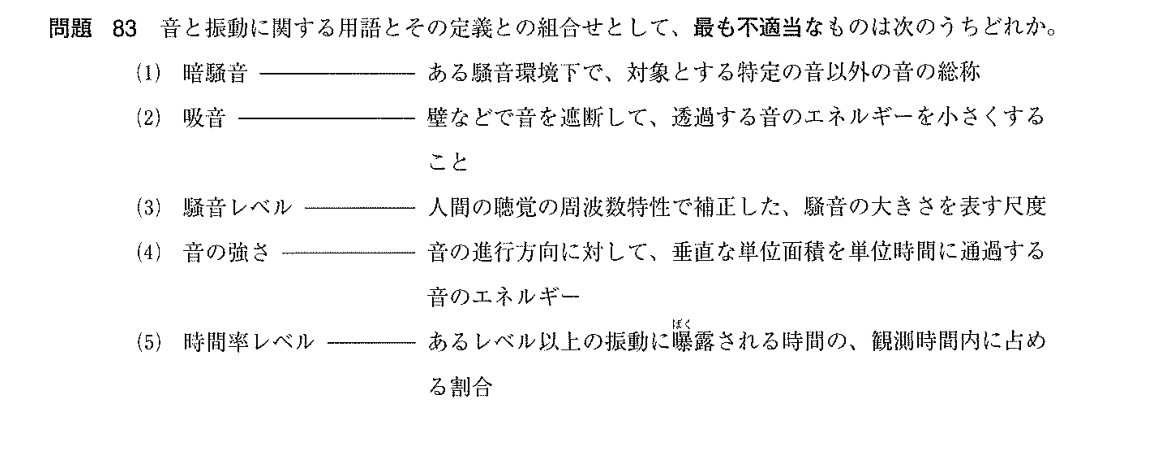 問題 83 音と振動に関する用語とその定義との組合せとして、最も不適当なものは次のうちどれか。
(1) 暗騒音 ―――――――― ある騒音環境下で、対象とする特定の音以外の音の総称
(2) 吸音 ――――――――― 壁などで音を遮断して、透過する音のエネルギーを小さくする
こと
(3) 騒音レベル ――――― 人間の聴覚の周波数特性で補正した、騒音の大きさを表す尺度
(4) 音の強さ ―――――― 音の進行方向に対して、垂直な単位面積を単位時間に通過する
音のエネルギー
(5) 時間率レベル ―――― あるレベル以上の振動に曝露される時間の、観測時間内に占め
ばく
る割合